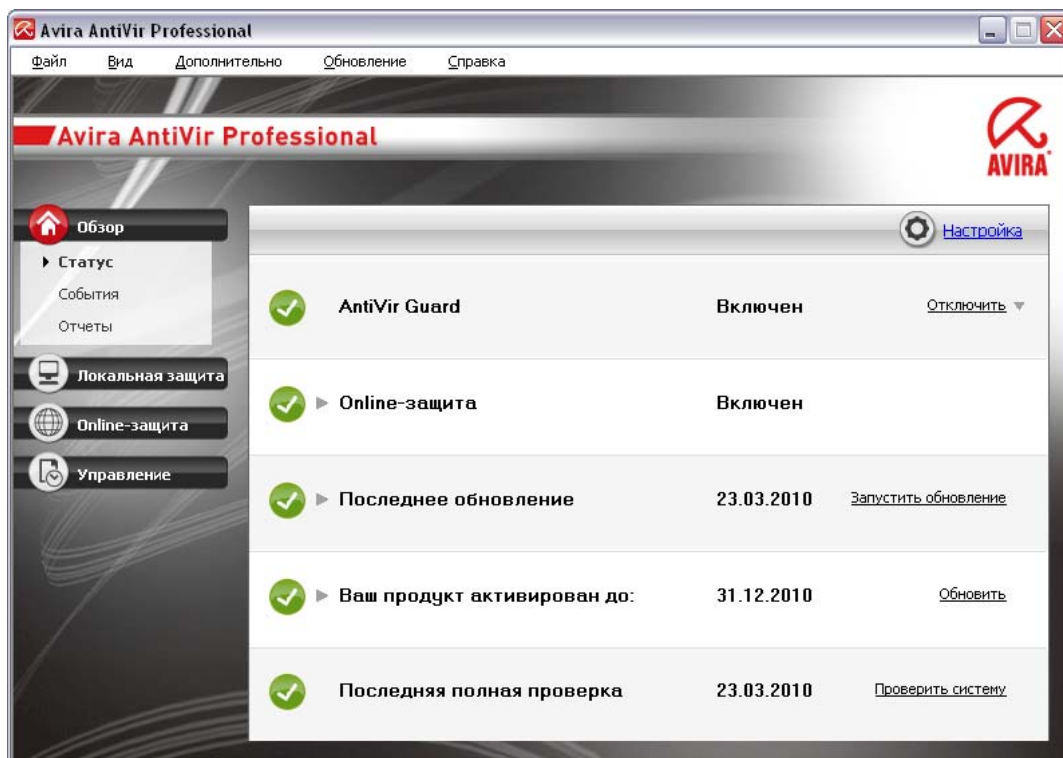 Avira AntiVir Professional
Файл Вид Дополнительно Обновление Справка
Avira AntiVir Professional
AVIRA
Обзор
Статус
События
Отчеты
Локальная защита
Online-защита
Управление
Настройка
AntiVir Guard Включен Отключить
Online-защита Включен
Последнее обновление 23.03.2010 Запустить обновление
Ваш продукт активирован до: 31.12.2010 Обновить
Последняя полная проверка 23.03.2010 Проверить систему